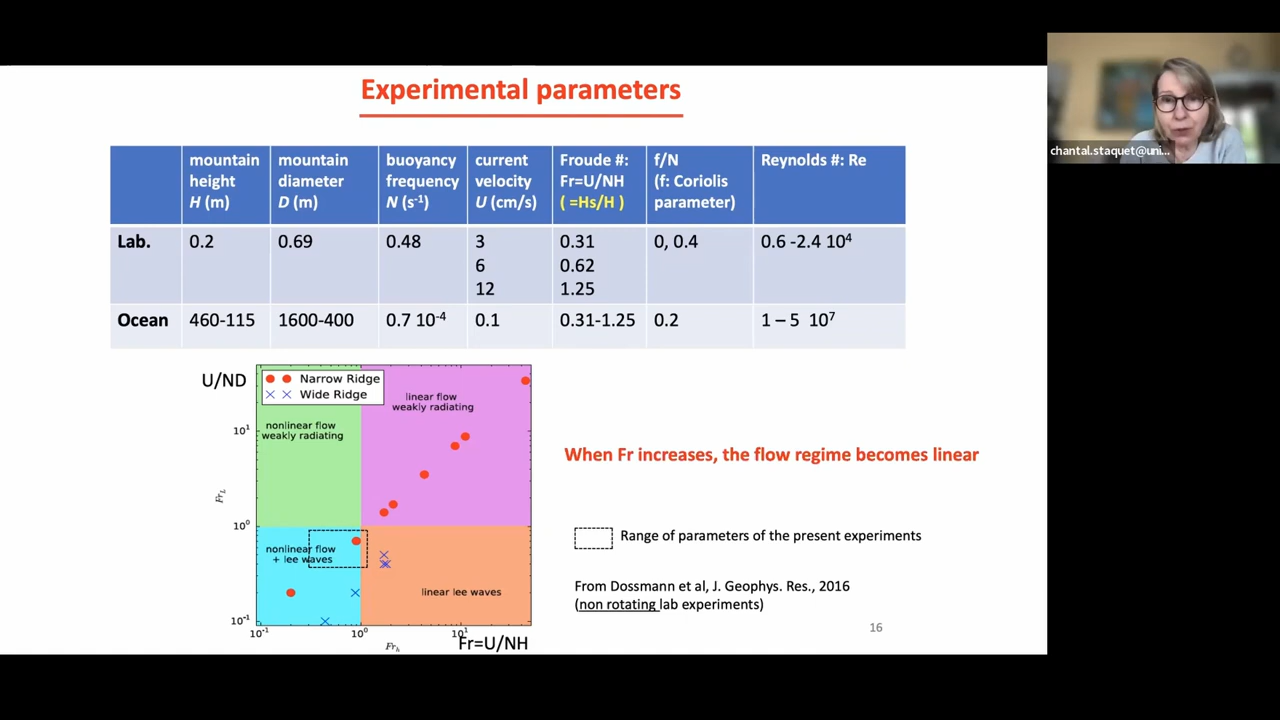 Experimental parameters
mountain height H (m)
mountain diameter D (m)
buoyancy frequency N (s⁻¹)
current velocity U (cm/s)
Froude #: Fr=U/NH ( =Hs/H )
f/N (f: Coriolis parameter)
Reynolds #: Re
Lab.
0.2
0.69
0.48
3
6
12
0.31
0.62
1.25
0, 0.4
0.6 -2.4 10⁴
Ocean
460-115
1600-400
0.7 10⁻⁴
0.1
0.31-1.25
0.2
1 – 5 10⁷
chantal.staquet@uni...
U/ND
Narrow Ridge
Wide Ridge
nonlinear flow
weakly radiating
linear flow
weakly radiating
nonlinear flow
+ lee waves
linear lee waves
10¹
10⁰
10⁻¹
Fr_L
10⁻¹
10⁰
10¹
Fr_h
Fr=U/NH
When Fr increases, the flow regime becomes linear
Range of parameters of the present experiments
From Dossmann et al, J. Geophys. Res., 2016
(non rotating lab experiments)
16